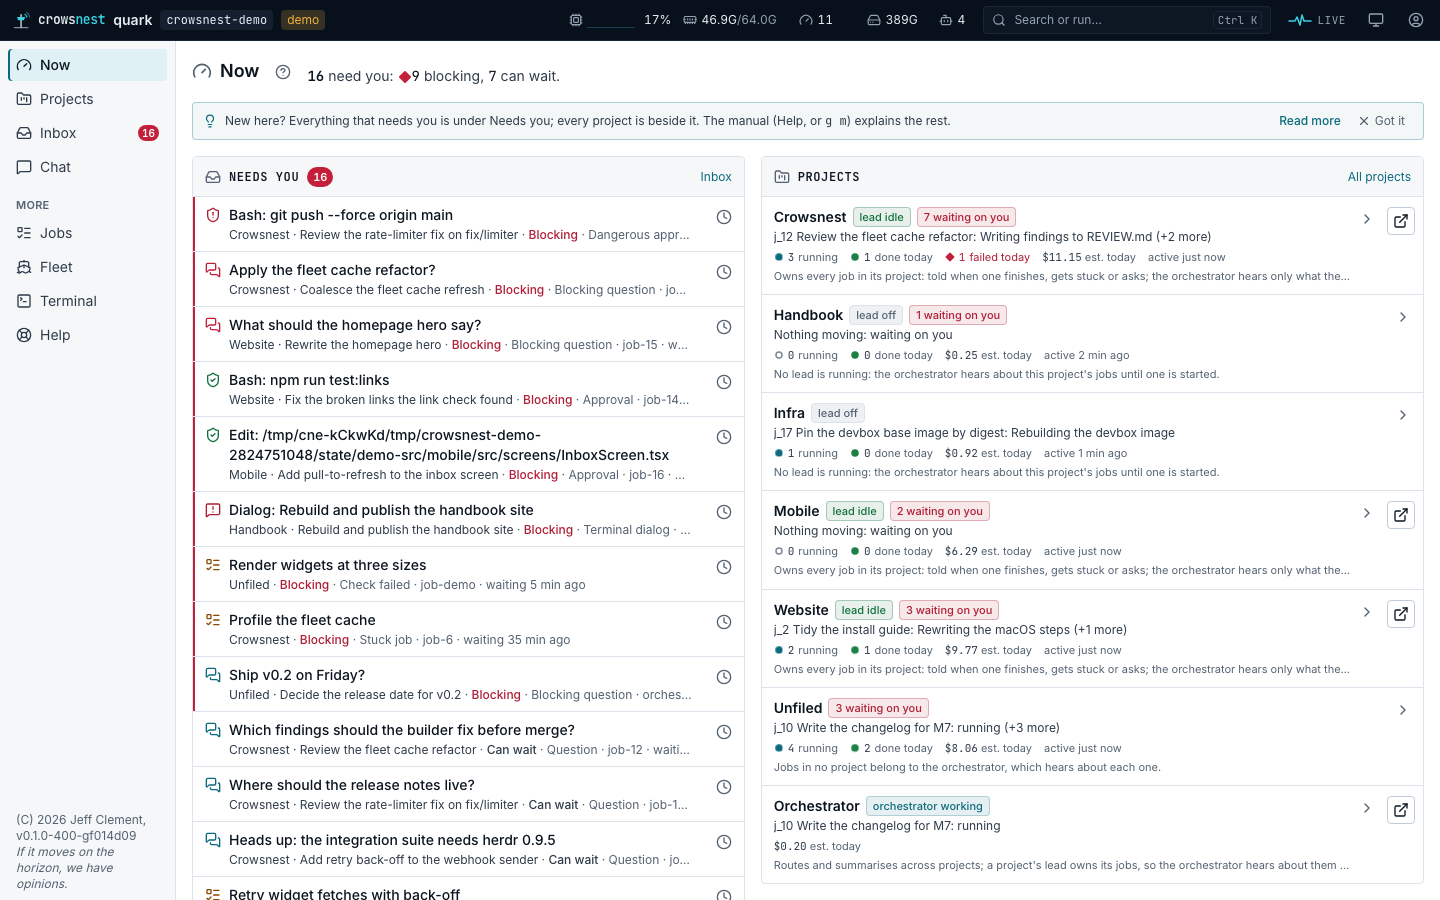 crowsnest quark crowsnest-demo demo 17% 46.9G/64.0G 11 389G 4 Search or run... Ctrl K LIVE
Now
Projects
Inbox 16
Chat
MORE
Jobs
Fleet
Terminal
Help
(C) 2026 Jeff Clement,
v0.1.0-400-gf014d09
If it moves on the
horizon, we have
opinions.
Now 16 need you: 9 blocking, 7 can wait.
New here? Everything that needs you is under Needs you; every project is beside it. The manual (Help, or g m) explains the rest. Read more Got it
NEEDS YOU 16 Inbox
Bash: git push --force origin main
Crowsnest · Review the rate-limiter fix on fix/limiter · Blocking · Dangerous appr...
Apply the fleet cache refactor?
Crowsnest · Coalesce the fleet cache refresh · Blocking · Blocking question · jo...
What should the homepage hero say?
Website · Rewrite the homepage hero · Blocking · Blocking question · job-15 · w...
Bash: npm run test:links
Website · Fix the broken links the link check found · Blocking · Approval · job-14...
Edit: /tmp/cne-kCkwKd/tmp/crowsnest-demo-
2824751048/state/demo-src/mobile/src/screens/InboxScreen.tsx
Mobile · Add pull-to-refresh to the inbox screen · Blocking · Approval · job-16 · ...
Dialog: Rebuild and publish the handbook site
Handbook · Rebuild and publish the handbook site · Blocking · Terminal dialog · ...
Render widgets at three sizes
Unfiled · Blocking · Check failed · job-demo · waiting 5 min ago
Profile the fleet cache
Crowsnest · Blocking · Stuck job · job-6 · waiting 35 min ago
Ship v0.2 on Friday?
Unfiled · Decide the release date for v0.2 · Blocking · Blocking question · orches...
Which findings should the builder fix before merge?
Crowsnest · Review the fleet cache refactor · Can wait · Question · job-12 · waiti...
Where should the release notes live?
Crowsnest · Review the rate-limiter fix on fix/limiter · Can wait · Question · job-1...
Heads up: the integration suite needs herdr 0.9.5
Crowsnest · Add retry back-off to the webhook sender · Can wait · Question · jo...
Retry widget fetches with back-off
PROJECTS All projects
Crowsnest lead idle 7 waiting on you
j_12 Review the fleet cache refactor: Writing findings to REVIEW.md (+2 more)
3 running 1 done today 1 failed today $11.15 est. today active just now
Owns every job in its project: told when one finishes, gets stuck or asks; the orchestrator hears only what the...
Handbook lead off 1 waiting on you
Nothing moving: waiting on you
0 running 0 done today $0.25 est. today active 2 min ago
No lead is running: the orchestrator hears about this project's jobs until one is started.
Infra lead off
j_17 Pin the devbox base image by digest: Rebuilding the devbox image
1 running 0 done today $0.92 est. today active 1 min ago
No lead is running: the orchestrator hears about this project's jobs until one is started.
Mobile lead idle 2 waiting on you
Nothing moving: waiting on you
0 running 0 done today $6.29 est. today active just now
Owns every job in its project: told when one finishes, gets stuck or asks; the orchestrator hears only what the...
Website lead idle 3 waiting on you
j_2 Tidy the install guide: Rewriting the macOS steps (+1 more)
2 running 1 done today $9.77 est. today active just now
Owns every job in its project: told when one finishes, gets stuck or asks; the orchestrator hears only what the...
Unfiled 3 waiting on you
j_10 Write the changelog for M7: running (+3 more)
4 running 2 done today $8.06 est. today active just now
Jobs in no project belong to the orchestrator, which hears about each one.
Orchestrator orchestrator working
j_10 Write the changelog for M7: running
$0.20 est. today
Routes and summarises across projects; a project's lead owns its jobs, so the orchestrator hears about them ...